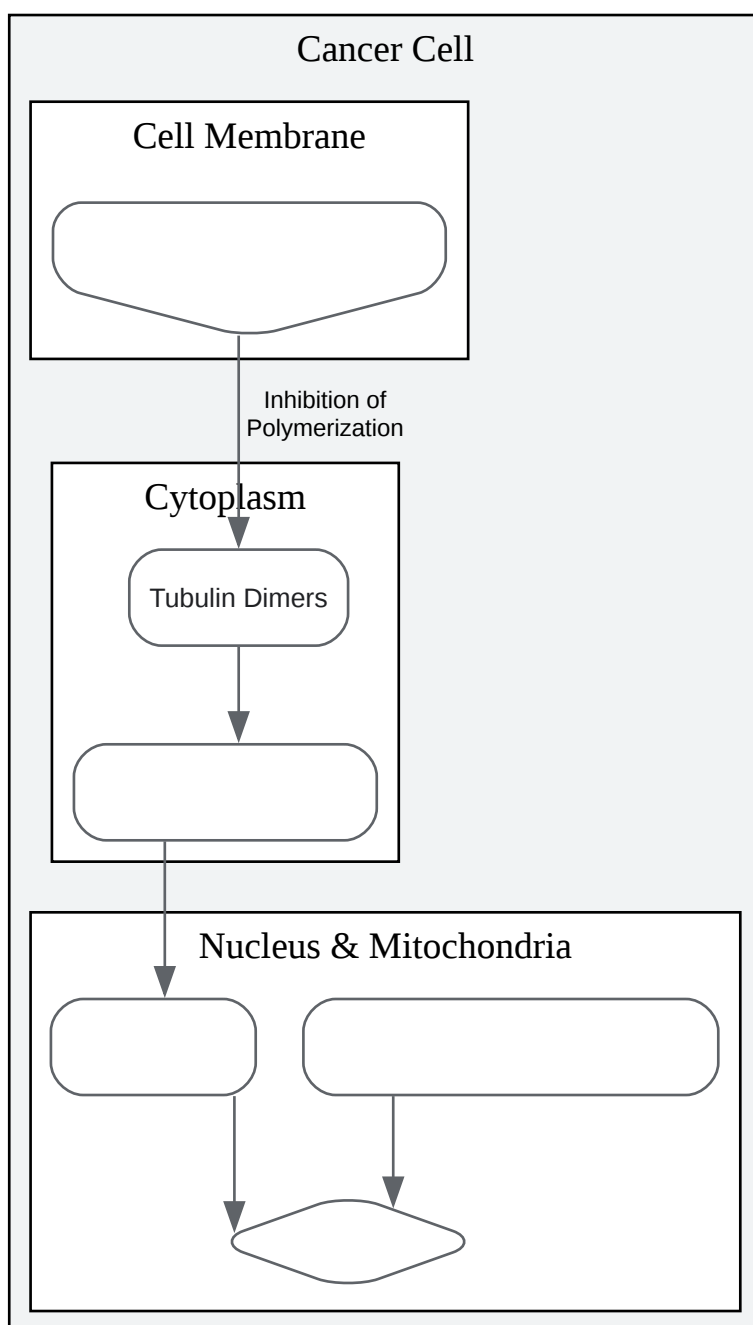 Cancer Cell
Cell Membrane
Inhibition of
Polymerization
Cytoplasm
Tubulin Dimers
Nucleus & Mitochondria